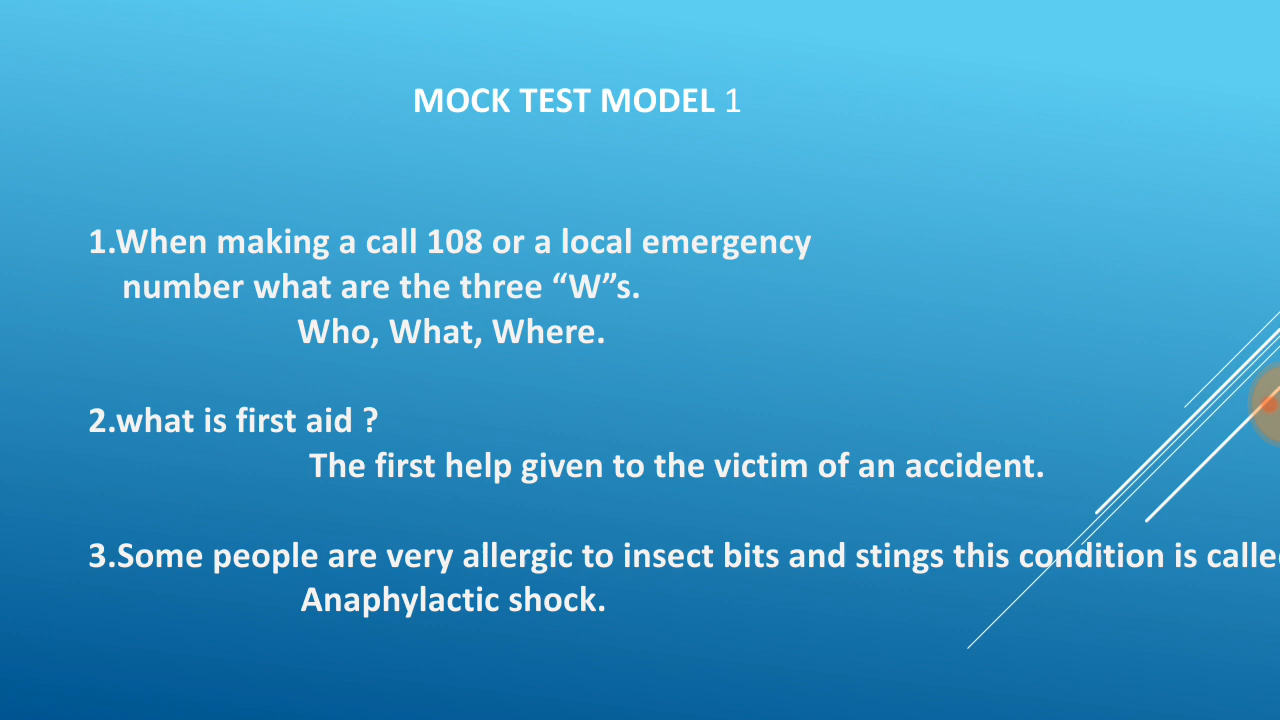 MOCK TEST MODEL 1
1.When making a call 108 or a local emergency
number what are the three “W”s.
Who, What, Where.
2.what is first aid ?
The first help given to the victim of an accident.
3.Some people are very allergic to insect bits and stings this condition is calle
Anaphylactic shock.